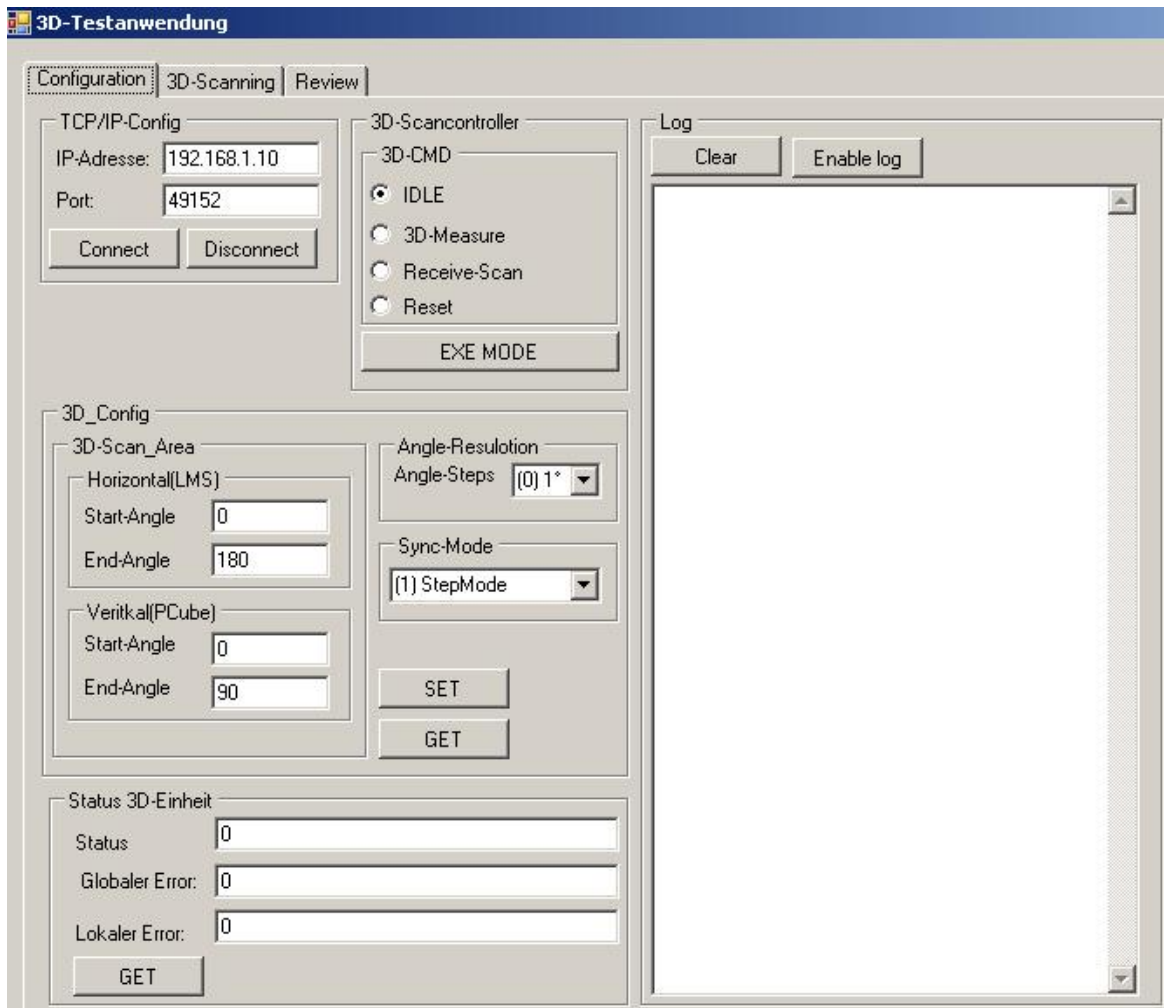 3D-Testanwendung
Configuration
3D-Scanning
Review
TCP/IP-Config
IP-Adresse: 192.168.1.10
Port: 49152
Connect
Disconnect
3D-Scancontroller
3D-CMD
IDLE
3D-Measure
Receive-Scan
Reset
EXE MODE
3D_Config
3D-Scan_Area
Horizontal(LMS)
Start-Angle 0
End-Angle 180
Veritkal(PCube)
Start-Angle 0
End-Angle 90
Angle-Resulotion
Angle-Steps (0) 1°
Sync-Mode
(1) StepMode
SET
GET
Status 3D-Einheit
Status 0
Globaler Error: 0
Lokaler Error: 0
GET
Log
Clear
Enable log